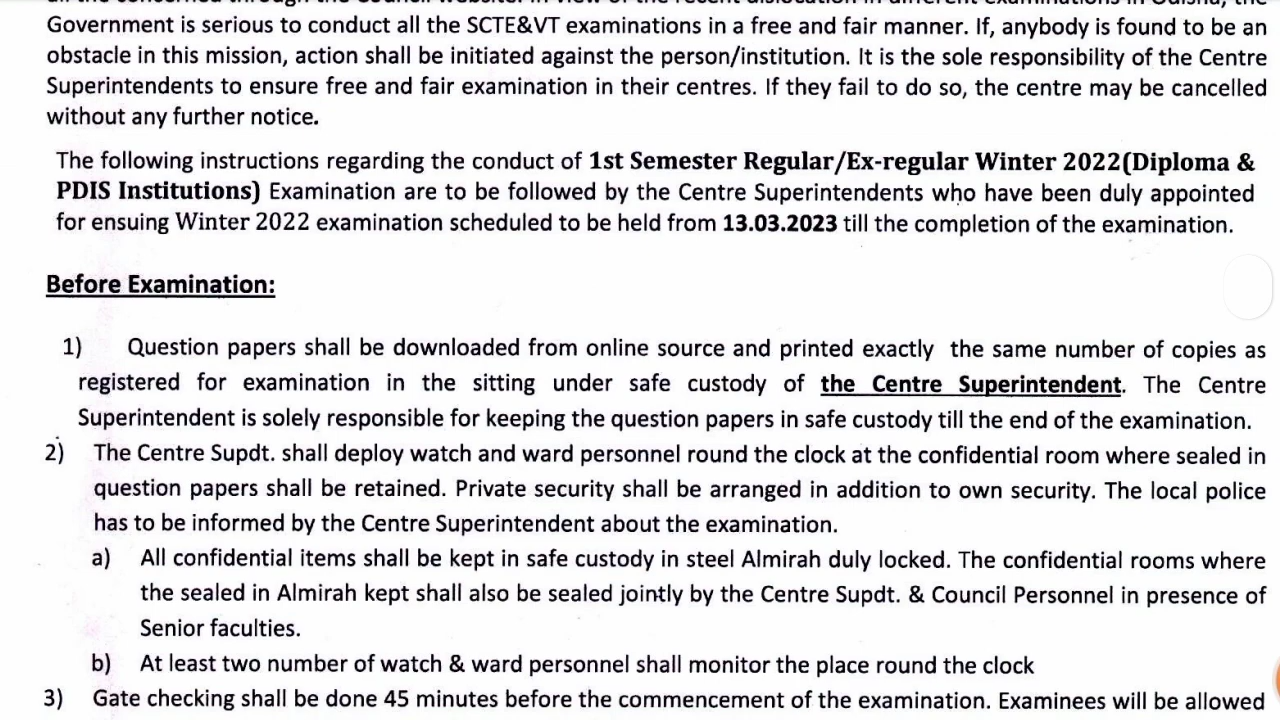 Government is serious to conduct all the SCTE&VT examinations in a free and fair manner. If, anybody is found to be an
obstacle in this mission, action shall be initiated against the person/institution. It is the sole responsibility of the Centre
Superintendents to ensure free and fair examination in their centres. If they fail to do so, the centre may be cancelled
without any further notice.
The following instructions regarding the conduct of 1st Semester Regular/Ex-regular Winter 2022(Diploma &
PDIS Institutions) Examination are to be followed by the Centre Superintendents who have been duly appointed
for ensuing Winter 2022 examination scheduled to be held from 13.03.2023 till the completion of the examination.
Before Examination:
1) Question papers shall be downloaded from online source and printed exactly the same number of copies as
registered for examination in the sitting under safe custody of the Centre Superintendent. The Centre
Superintendent is solely responsible for keeping the question papers in safe custody till the end of the examination.
2) The Centre Supdt. shall deploy watch and ward personnel round the clock at the confidential room where sealed in
question papers shall be retained. Private security shall be arranged in addition to own security. The local police
has to be informed by the Centre Superintendent about the examination.
a) All confidential items shall be kept in safe custody in steel Almirah duly locked. The confidential rooms where
the sealed in Almirah kept shall also be sealed jointly by the Centre Supdt. & Council Personnel in presence of
Senior faculties.
b) At least two number of watch & ward personnel shall monitor the place round the clock
3) Gate checking shall be done 45 minutes before the commencement of the examination. Examinees will be allowed